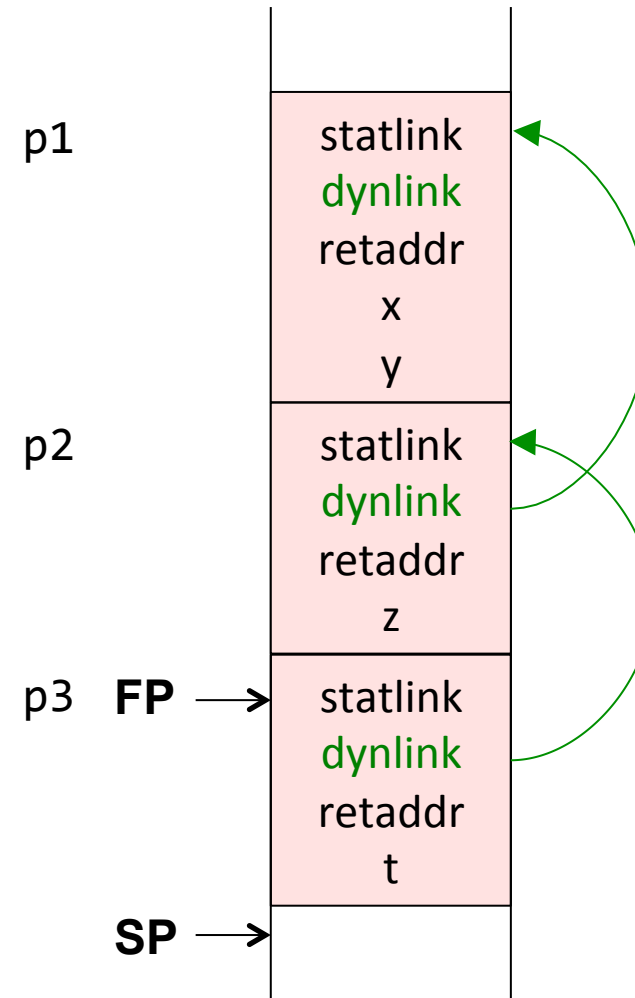 p1
statlink
dynlink
retaddr
x
y
p2
statlink
dynlink
retaddr
z
p3 FP statlink
dynlink
retaddr
t
SP